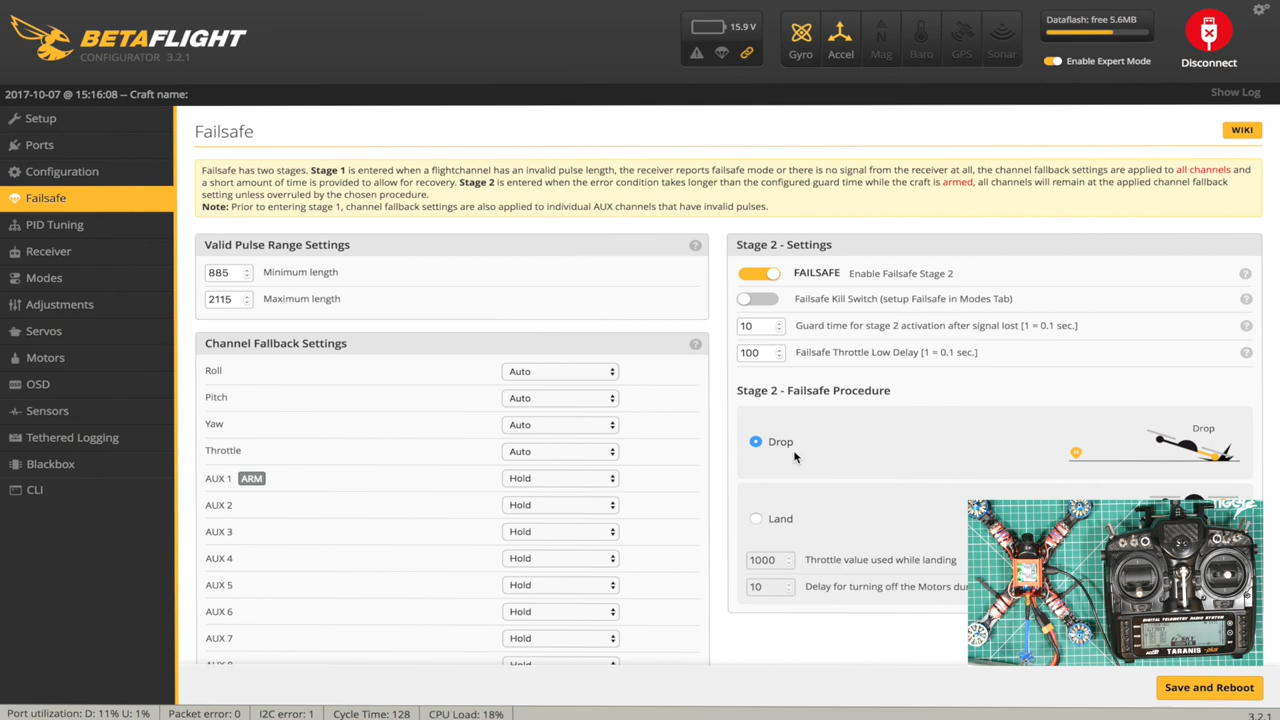 BETAFLIGHT
CONFIGURATOR 3.2.1
15.9 V
Gyro
Accel
Mag
Baro
GPS
Sonar
Dataflash: free 5.6MB
Enable Expert Mode
Disconnect
2017-10-07 @ 15:16:08 -- Craft name:
Show Log
Setup
Ports
Configuration
Failsafe
PID Tuning
Receiver
Modes
Adjustments
Servos
Motors
OSD
Sensors
Tethered Logging
Blackbox
CLI
Failsafe
WIKI
Failsafe has two stages. Stage 1 is entered when a flightchannel has an invalid pulse length, the receiver reports failsafe mode or there is no signal from the receiver at all, the channel fallback settings are applied to all channels and
a short amount of time is provided to allow for recovery. Stage 2 is entered when the error condition takes longer than the configured guard time while the craft is armed, all channels will remain at the applied channel fallback
setting unless overruled by the chosen procedure.
Note: Prior to entering stage 1, channel fallback settings are also applied to individual AUX channels that have invalid pulses.
Valid Pulse Range Settings
?
885 Minimum length
2115 Maximum length
Channel Fallback Settings
?
Roll Auto
Pitch Auto
Yaw Auto
Throttle Auto
AUX 1 ARM Hold
AUX 2 Hold
AUX 3 Hold
AUX 4 Hold
AUX 5 Hold
AUX 6 Hold
AUX 7 Hold
Stage 2 - Settings
FAILSAFE Enable Failsafe Stage 2 ?
Failsafe Kill Switch (setup Failsafe in Modes Tab) ?
10 Guard time for stage 2 activation after signal lost [1 = 0.1 sec.] ?
100 Failsafe Throttle Low Delay [1 = 0.1 sec.] ?
Stage 2 - Failsafe Procedure
Drop
Drop
Land
1000 Throttle value used while landing
10 Delay for turning off the Motors du
DIGITAL TELEMETRY RADIO SYSTEM
TARANIS plus
Save and Reboot
Port utilization: D: 11% U: 1%
Packet error: 0
I2C error: 1
Cycle Time: 128
CPU Load: 18%
3.2.1